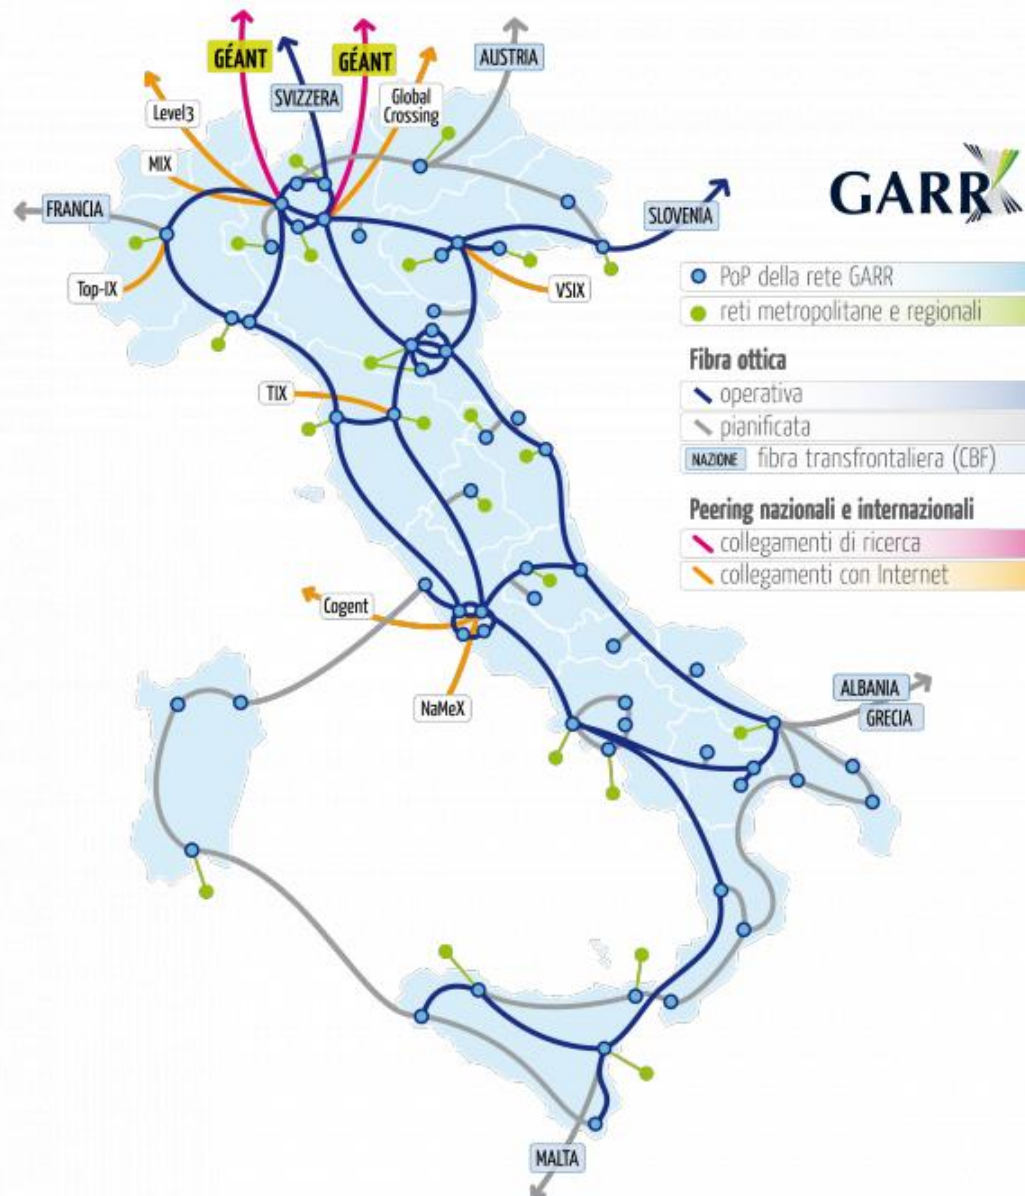 GÉANT
GÉANT
AUSTRIA
SVIZZERA
Global
Crossing
Level3
MIX
FRANCIA
SLOVENIA
Top-IX
VSIX
TIX
Cogent
NaMeX
ALBANIA
GRECIA
MALTA
GARR
PoP della rete GARR
reti metropolitane e regionali
Fibra ottica
operativa
pianificata
NAZIONE fibra transfrontaliera (CBF)
Peering nazionali e internazionali
collegamenti di ricerca
collegamenti con Internet